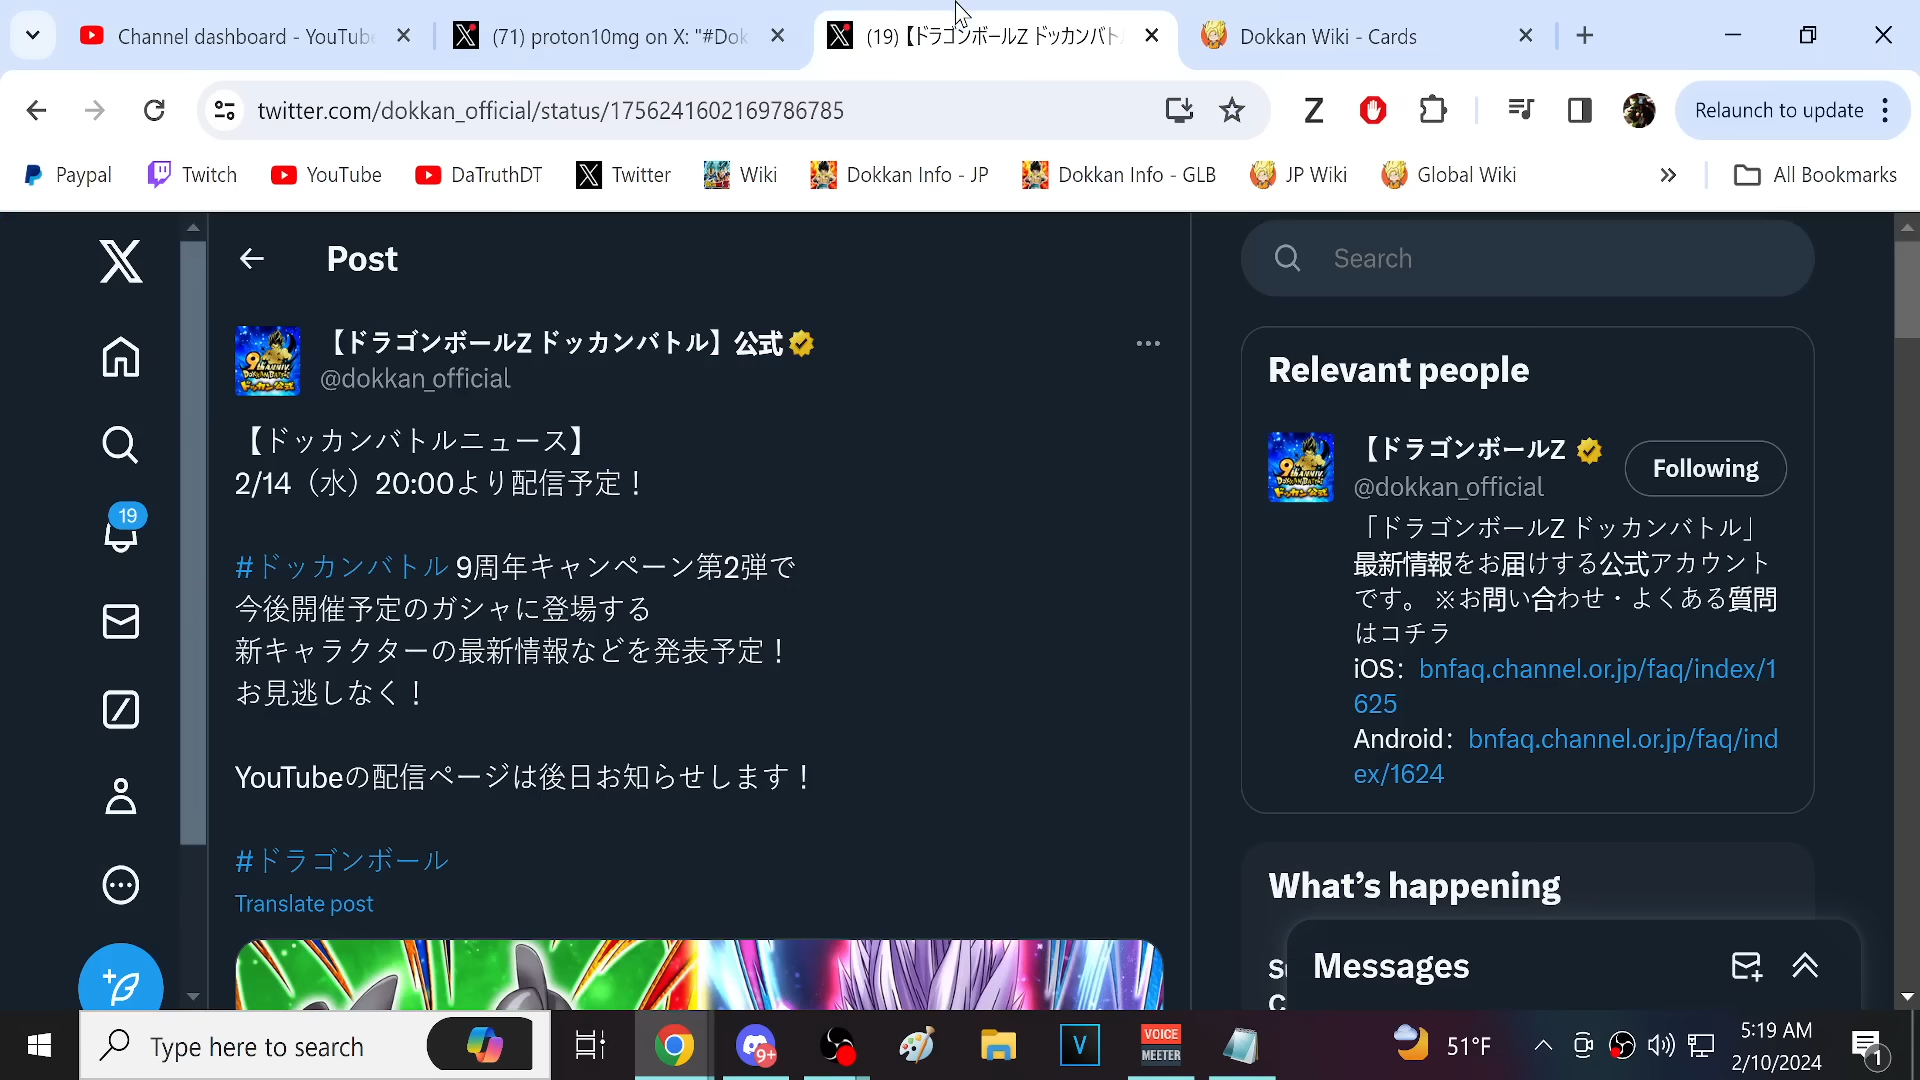 Channel dashboard - YouTube
(71) proton10mg on X: "#Dok
(19)【ドラゴンボールZ ドッカンバト
Dokkan Wiki - Cards
twitter.com/dokkan_official/status/1756241602169786785
Z
Relaunch to update
Paypal
Twitch
YouTube
DaTruthDT
Twitter
Wiki
Dokkan Info - JP
Dokkan Info - GLB
JP Wiki
Global Wiki
All Bookmarks
Post
Search
【ドラゴンボールZ ドッカンバトル】公式
@dokkan_official
【ドッカンバトルニュース】
2/14（水）20:00より配信予定！
#ドッカンバトル 9周年キャンペーン第2弾で
今後開催予定のガシャに登場する
新キャラクターの最新情報などを発表予定！
お見逃しなく！
YouTubeの配信ページは後日お知らせします！
#ドラゴンボール
Translate post
19
Relevant people
【ドラゴンボールZ
@dokkan_official
Following
「ドラゴンボールZ ドッカンバトル」
最新情報をお届けする公式アカウント
です。 ※お問い合わせ・よくある質問
はコチラ
iOS：bnfaq.channel.or.jp/faq/index/1
625
Android：bnfaq.channel.or.jp/faq/ind
ex/1624
What's happening
Messages
Type here to search
9+
V
VOICE
MEETER
51°F
5:19 AM
2/10/2024
1